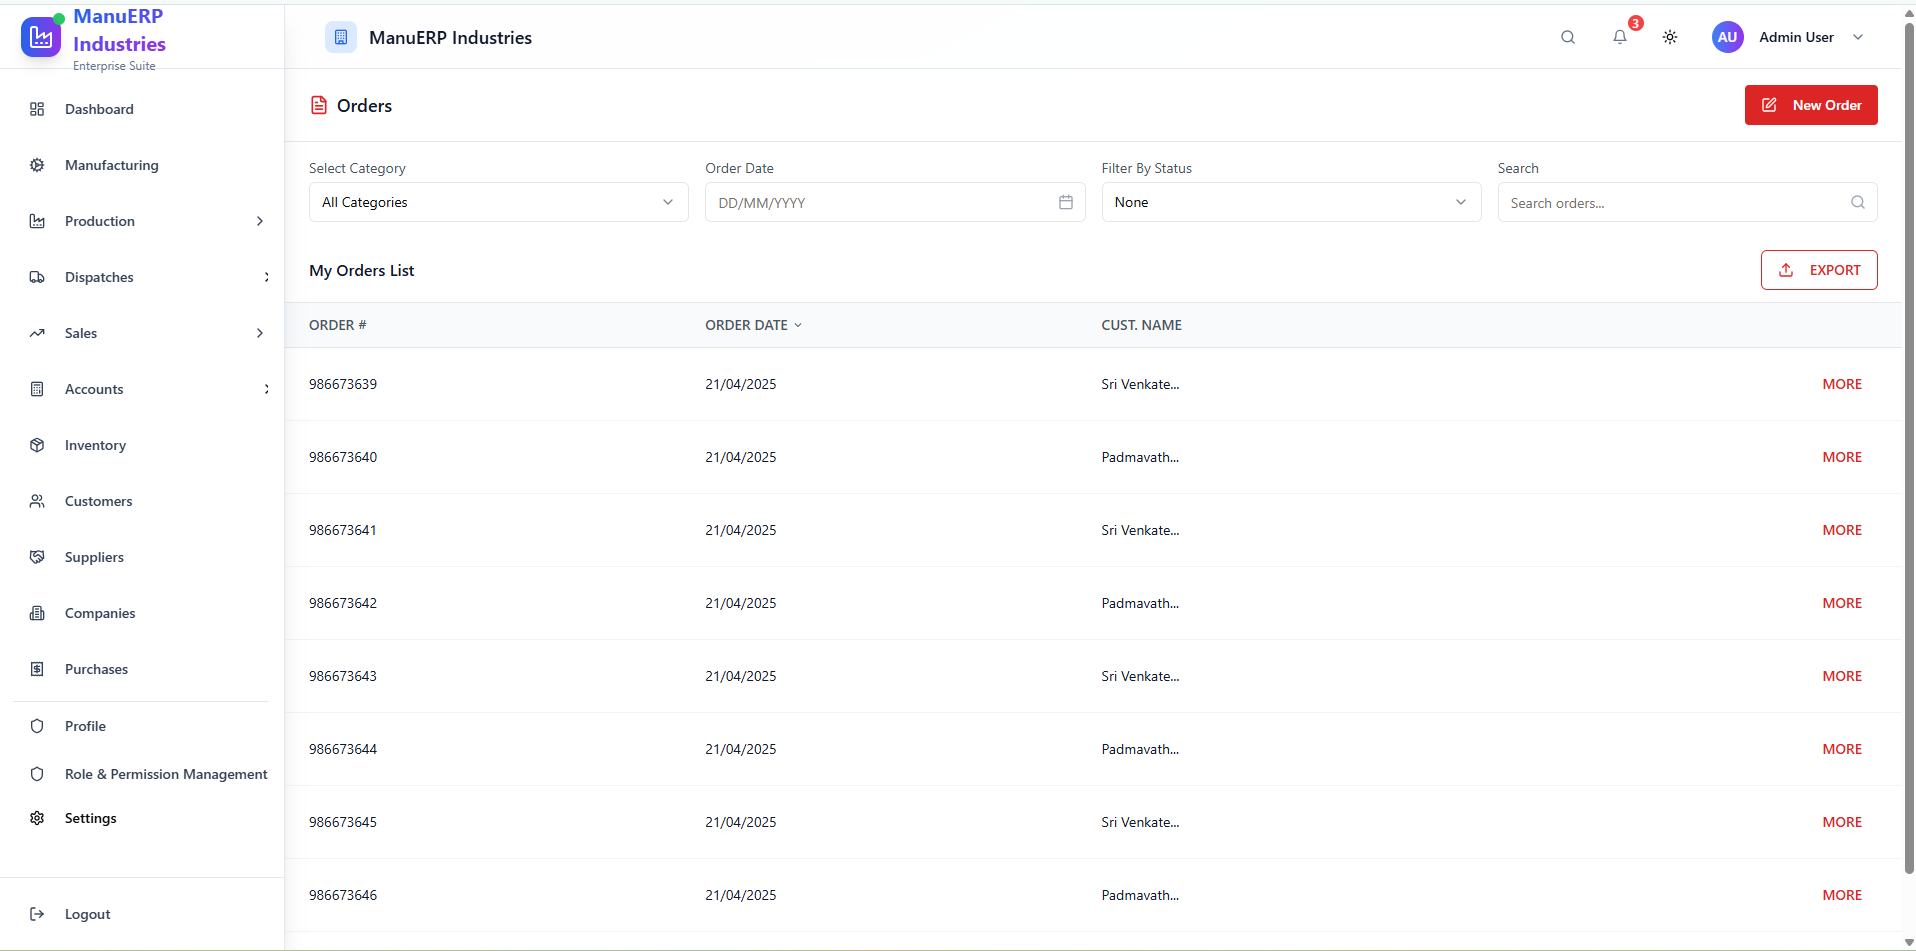 ManuERP
Industries
Enterprise Suite
Dashboard
Manufacturing
Production
Dispatches
Sales
Accounts
Inventory
Customers
Suppliers
Companies
Purchases
Profile
Role & Permission Management
Settings
Logout
ManuERP Industries
3
AU Admin User
Orders
New Order
Select Category Order Date Filter By Status Search
All Categories DD/MM/YYYY None Search orders...
My Orders List
EXPORT
ORDER # ORDER DATE CUST. NAME
986673639 21/04/2025 Sri Venkate... MORE
986673640 21/04/2025 Padmavath... MORE
986673641 21/04/2025 Sri Venkate... MORE
986673642 21/04/2025 Padmavath... MORE
986673643 21/04/2025 Sri Venkate... MORE
986673644 21/04/2025 Padmavath... MORE
986673645 21/04/2025 Sri Venkate... MORE
986673646 21/04/2025 Padmavath... MORE